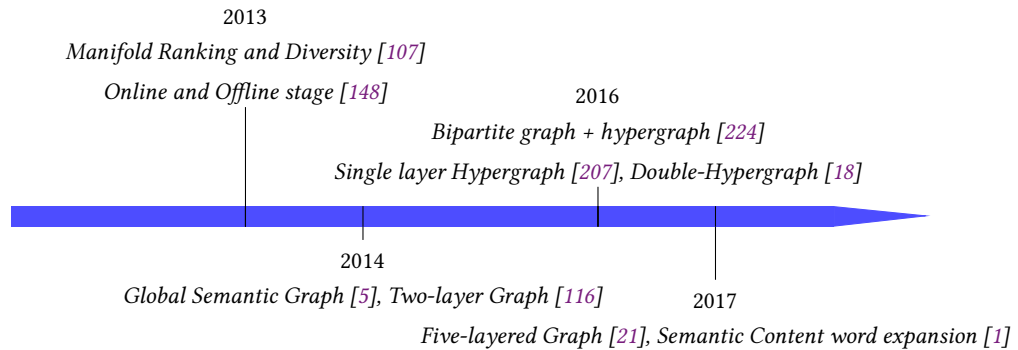 2013
Manifold Ranking and Diversity [107]
Online and Offline stage [148]
2016
Bipartite graph + hypergraph [224]
Single layer Hypergraph [207], Double-Hypergraph [18]
2014
Global Semantic Graph [5], Two-layer Graph [116]
2017
Five-layered Graph [21], Semantic Content word expansion [1]